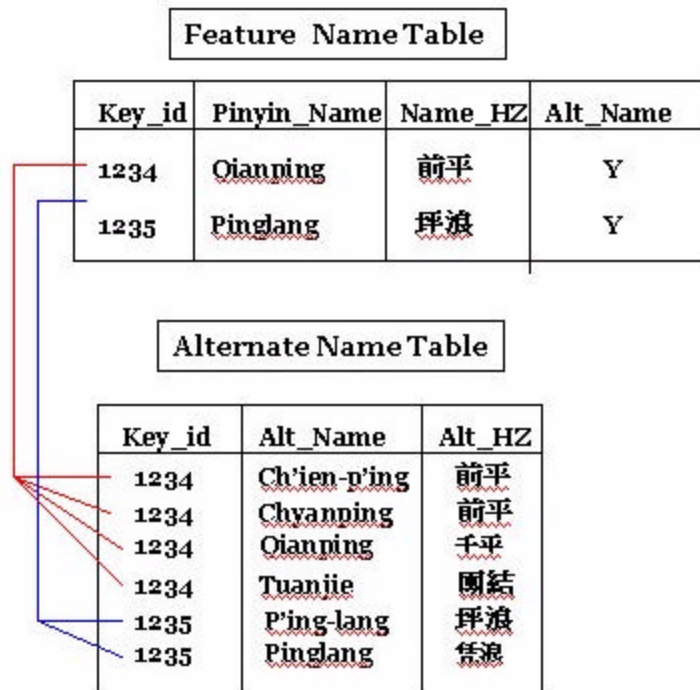 Feature Name Table
Key_id Pinyin_Name Name_HZ Alt_Name
1234 Qianping 前平 Y
1235 Pinglang 坪浪 Y
Alternate Name Table
Key_id Alt_Name Alt_HZ
1234 Ch'ien-p'ing 前平
1234 Chyanping 前平
1234 Qianping 千平
1234 Tuanjie 團結
1235 P'ing-lang 坪浪
1235 Pinglang 凭浪